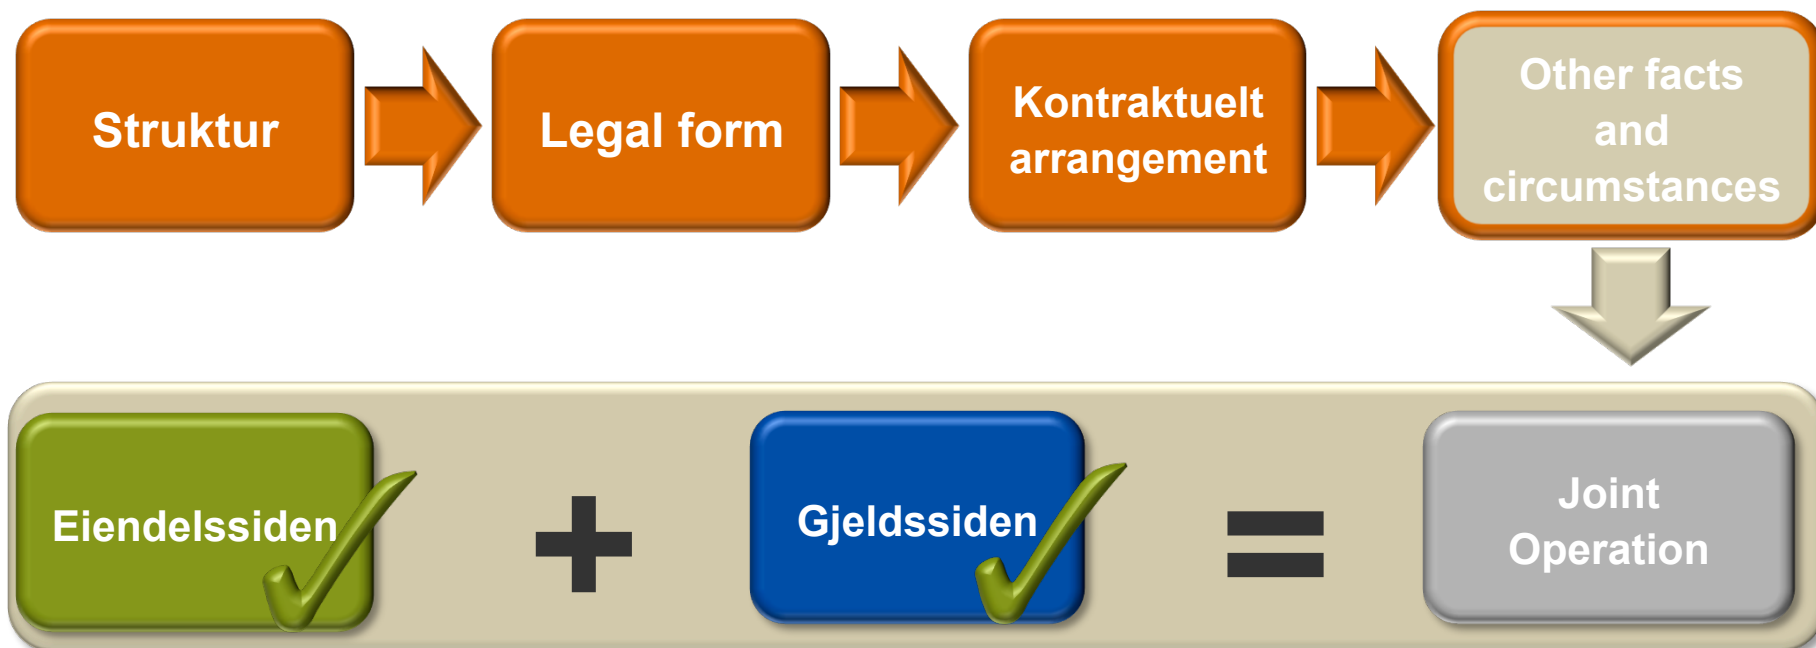 Struktur
Legal form
Kontraktuelt
arrangement
Other facts
and
circumstances
Eiendelssiden
+
Gjeldssiden
=
Joint
Operation